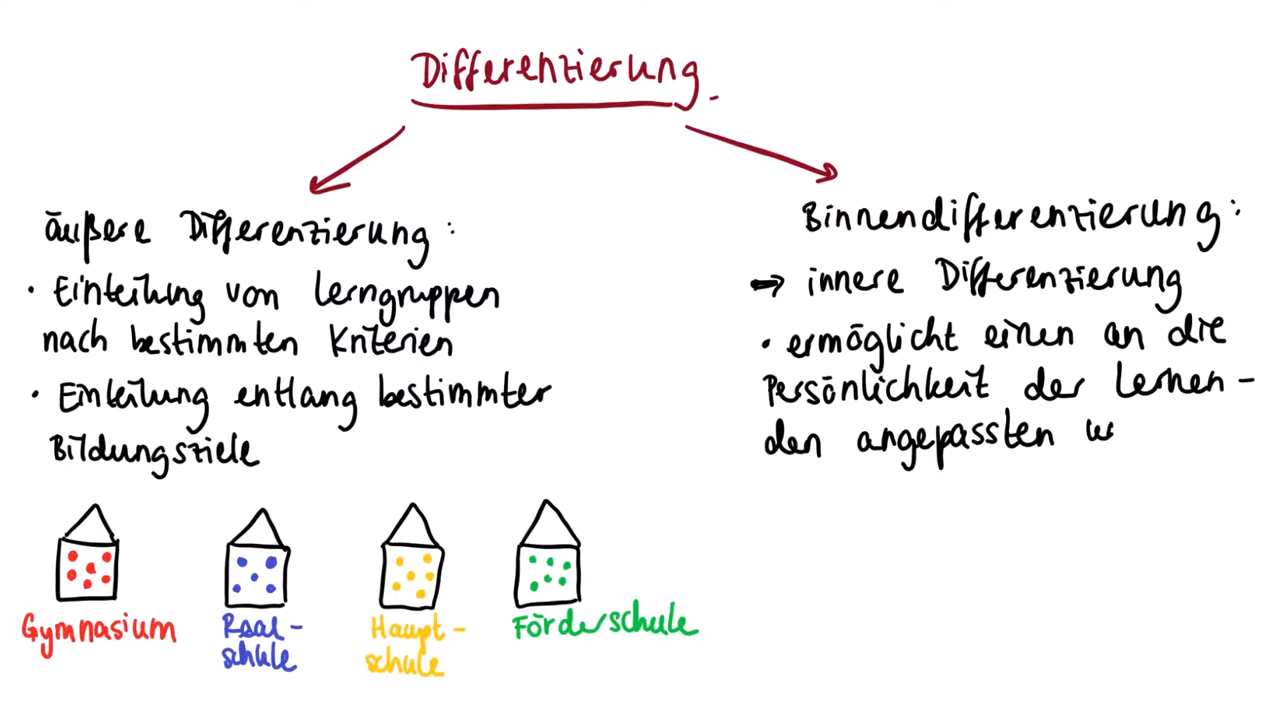 Differenzierung
äußere Differenzierung:
• Einteilung von Lerngruppen
nach bestimmten Kriterien
• Einteilung entlang bestimmter
Bildungsziele
Gymnasium
Real-
schule
Haupt-
schule
Förderschule
Binnendifferenzierung:
→ innere Differenzierung
• ermöglicht einen an die
Persönlichkeit der Lernen-
den angepassten